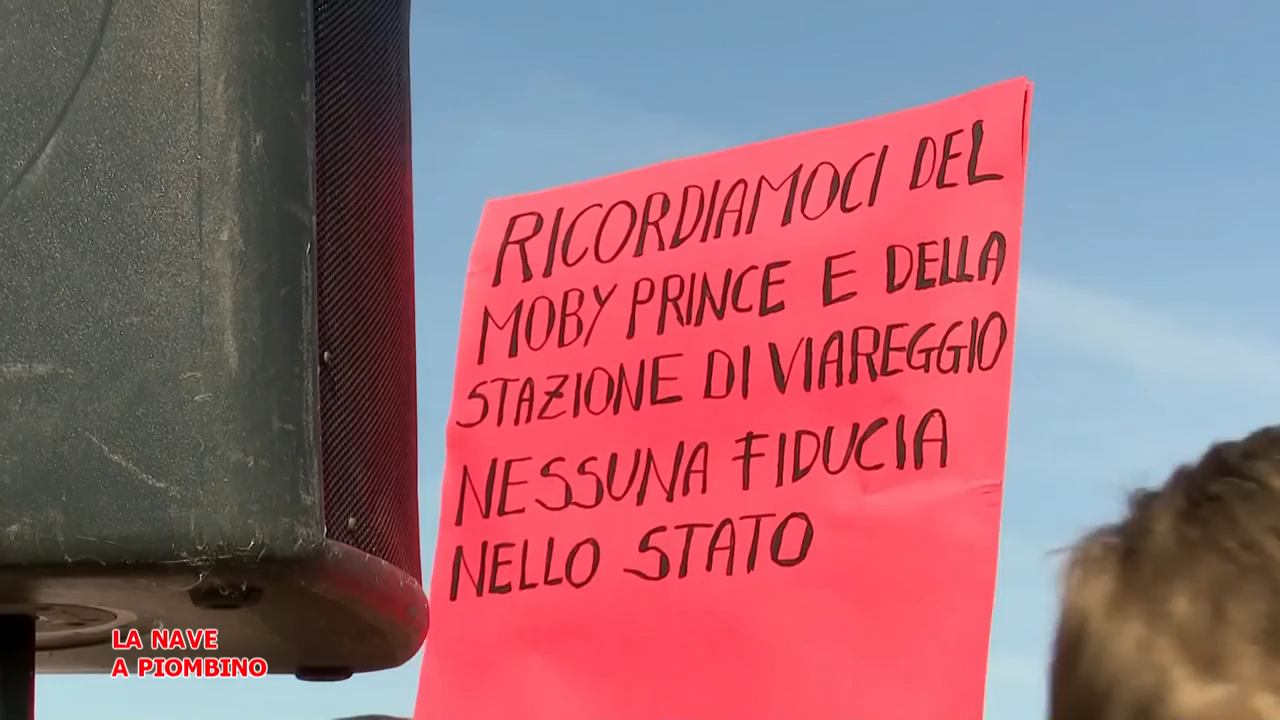 RICORDIAMOCI DEL
MOBY PRINCE E DELLA
STAZIONE DI VIAREGGIO
NESSUNA FIDUCIA
NELLO STATO
LA NAVE
A PIOMBINO